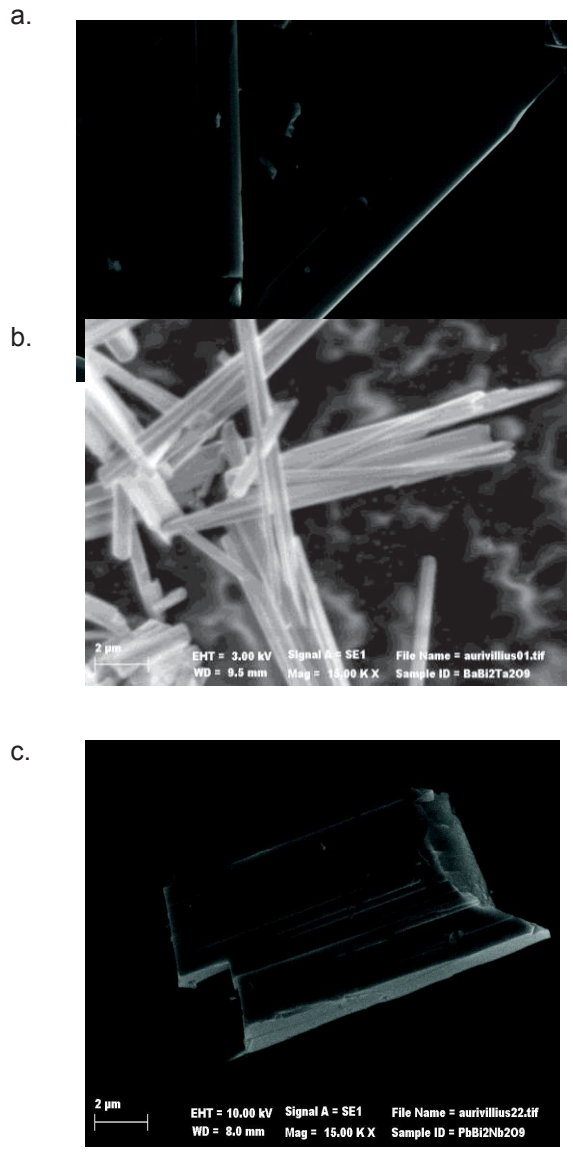 a.
b.
2 µm
EHT = 3.00 kV Signal A = SE1 File Name = aurivillius01.tif
WD = 9.5 mm Mag = 15.00 K X Sample ID = BaBi2Ta2O9
c.
2 µm
EHT = 10.00 kV Signal A = SE1 File Name = aurivillius22.tif
WD = 8.0 mm Mag = 15.00 K X Sample ID = PbBi2Nb2O9